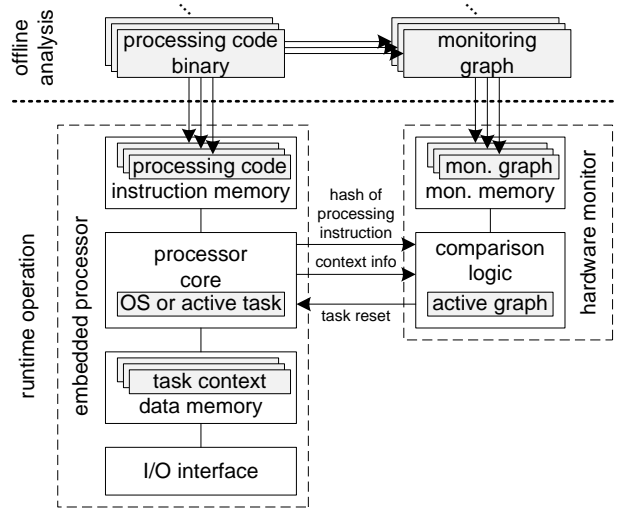 ...
...
offline
analysis
processing code
binary
monitoring
graph
runtime operation
embedded processor
processing code
instruction memory
mon. graph
mon. memory
hardware monitor
hash of
processing
instruction
processor
core
OS or active task
context info
comparison
logic
active graph
task reset
task context
data memory
I/O interface